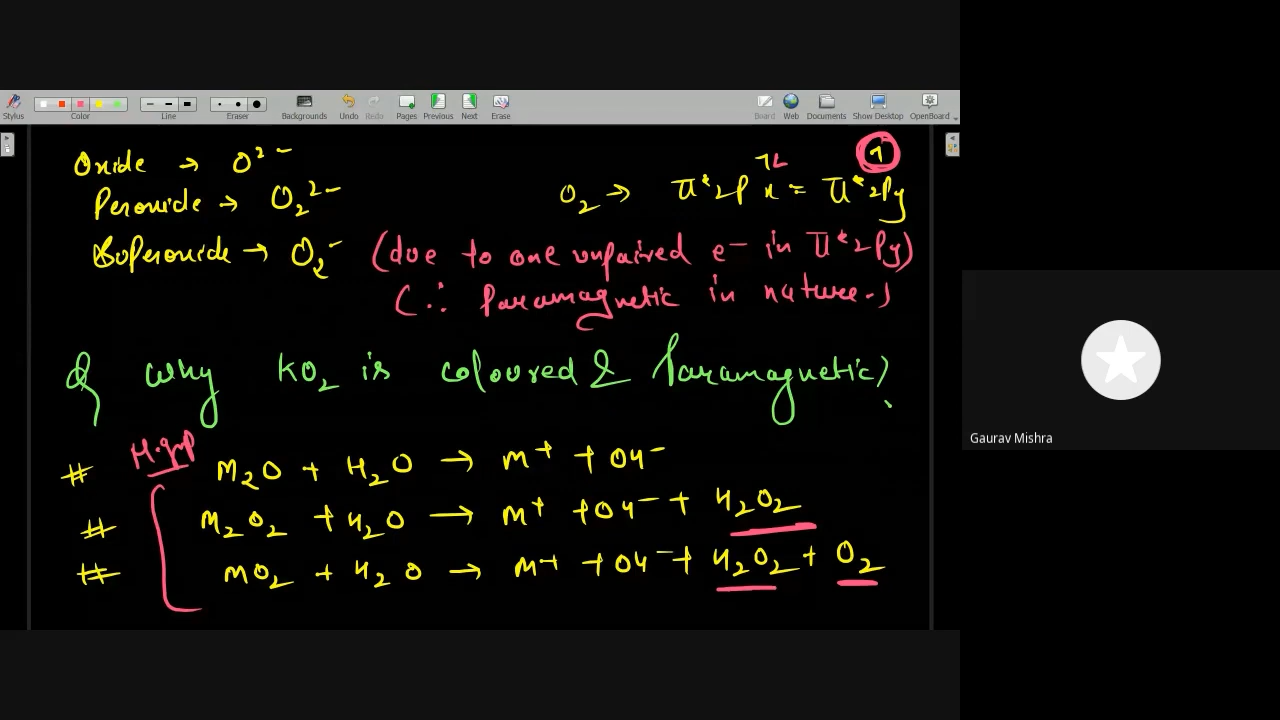 Stylus Color Line Eraser Backgrounds Undo Redo Pages Previous Next Erase Board Web Documents Show Desktop OpenBoard
Oxide → O²⁻
Peroxide → O₂²⁻
O₂ → π*2px = π*2py
Superoxide → O₂⁻ (due to one unpaired e⁻ in π*2py)
(∴ Paramagnetic in nature.)
Q Why KO₂ is coloured & Paramagnetic?
# M₂O + H₂O → M⁺ + OH⁻
# M₂O₂ + H₂O → M⁺ + OH⁻ + H₂O₂
# MO₂ + H₂O → M⁺ + OH⁻ + H₂O₂ + O₂
Gaurav Mishra